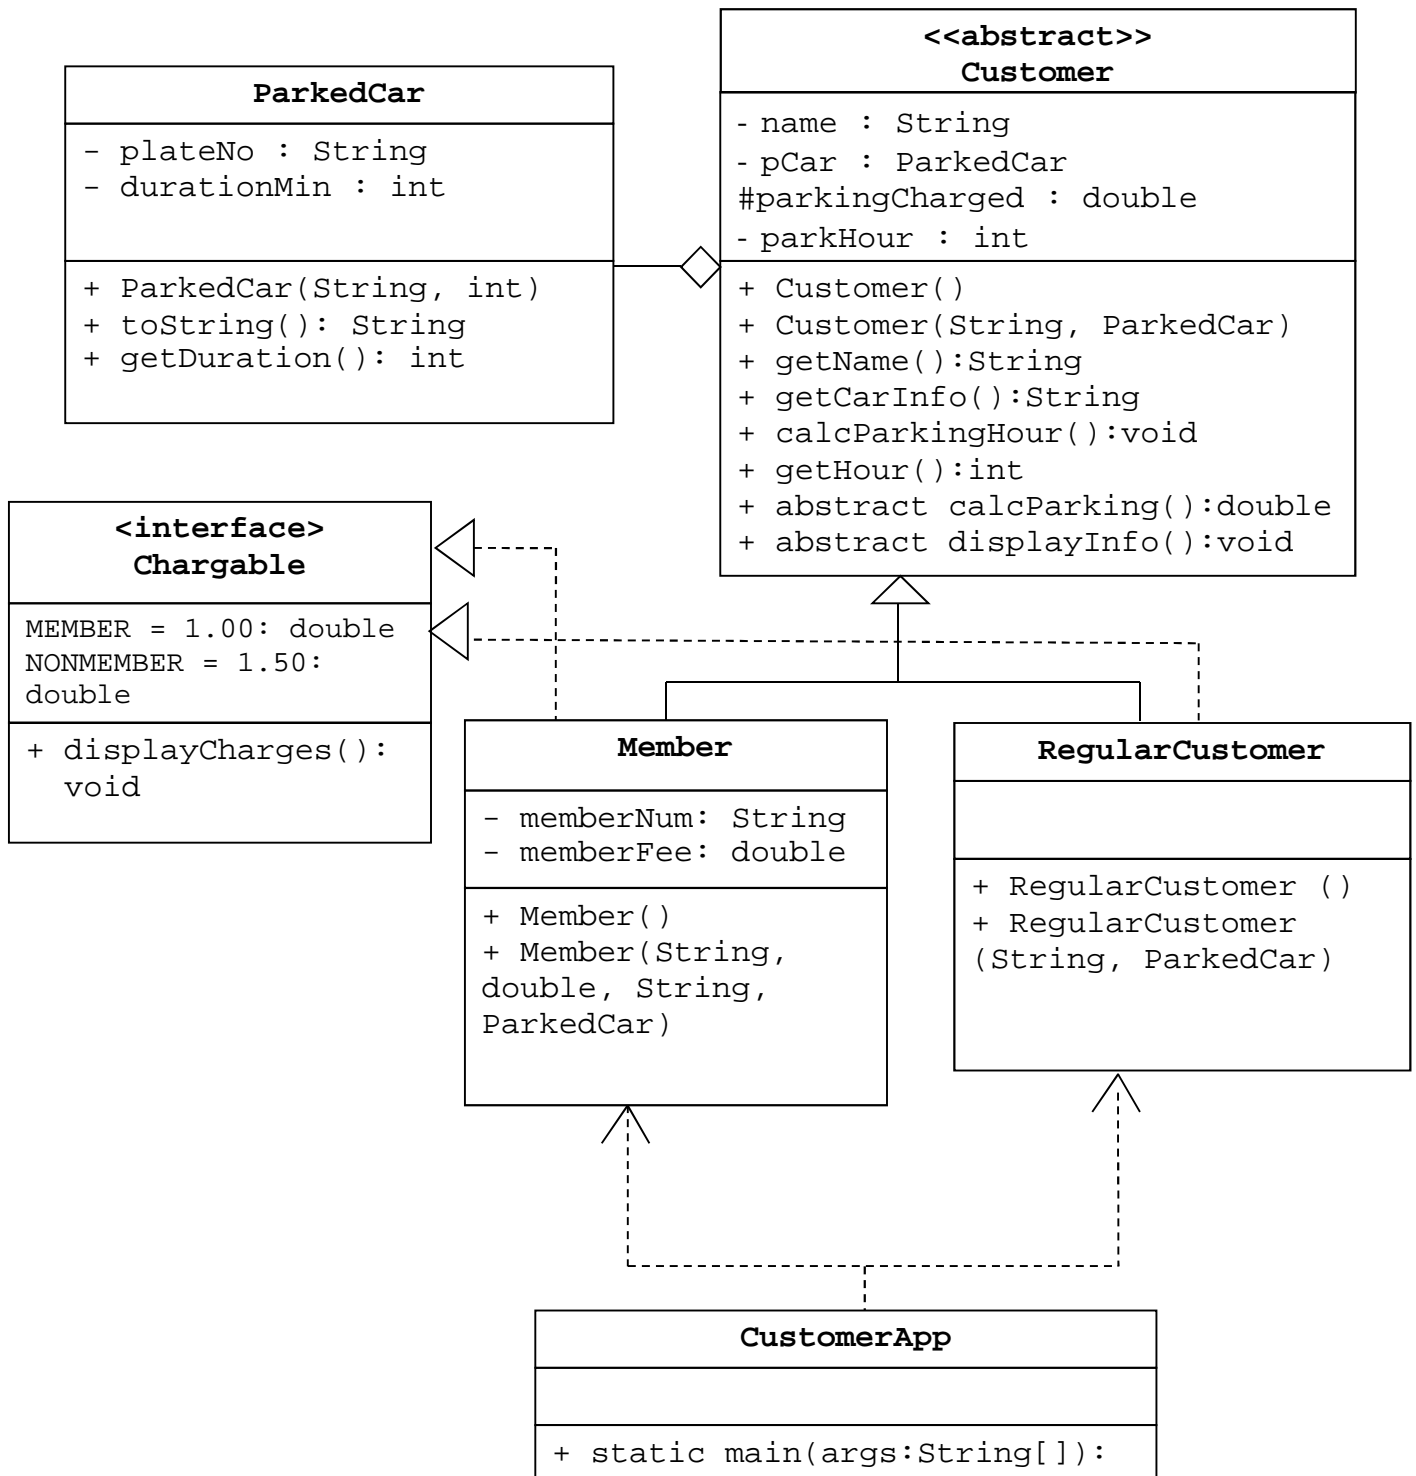 ParkedCar
– plateNo : String
– durationMin : int
+ ParkedCar(String, int)
+ toString(): String
+ getDuration(): int
<<abstract>>
Customer
- name : String
- pCar : ParkedCar
#parkingCharged : double
- parkHour : int
+ Customer()
+ Customer(String, ParkedCar)
+ getName():String
+ getCarInfo():String
+ calcParkingHour():void
+ getHour():int
+ abstract calcParking():double
+ abstract displayInfo():void
<interface>
Chargable
MEMBER = 1.00: double
NONMEMBER = 1.50:
double
+ displayCharges():
void
Member
– memberNum: String
– memberFee: double
+ Member()
+ Member(String,
double, String,
ParkedCar)
RegularCustomer
+ RegularCustomer ()
+ RegularCustomer
(String, ParkedCar)
CustomerApp
+ static main(args:String[]):